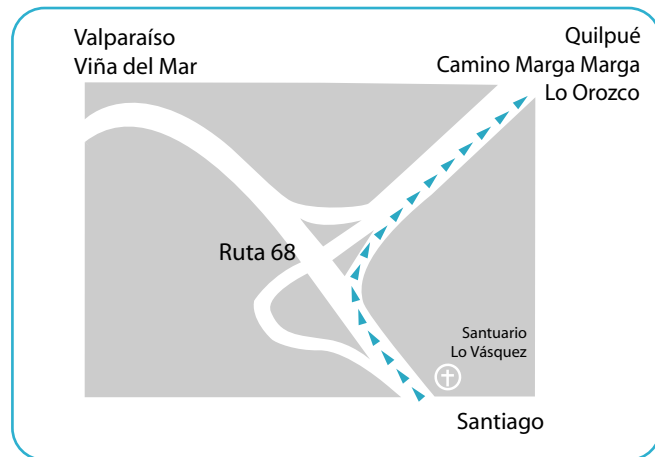 Valparaíso
Viña del Mar
Quilpué
Camino Marga Marga
Lo Orozco
Ruta 68
Santuario
Lo Vásquez
Santiago